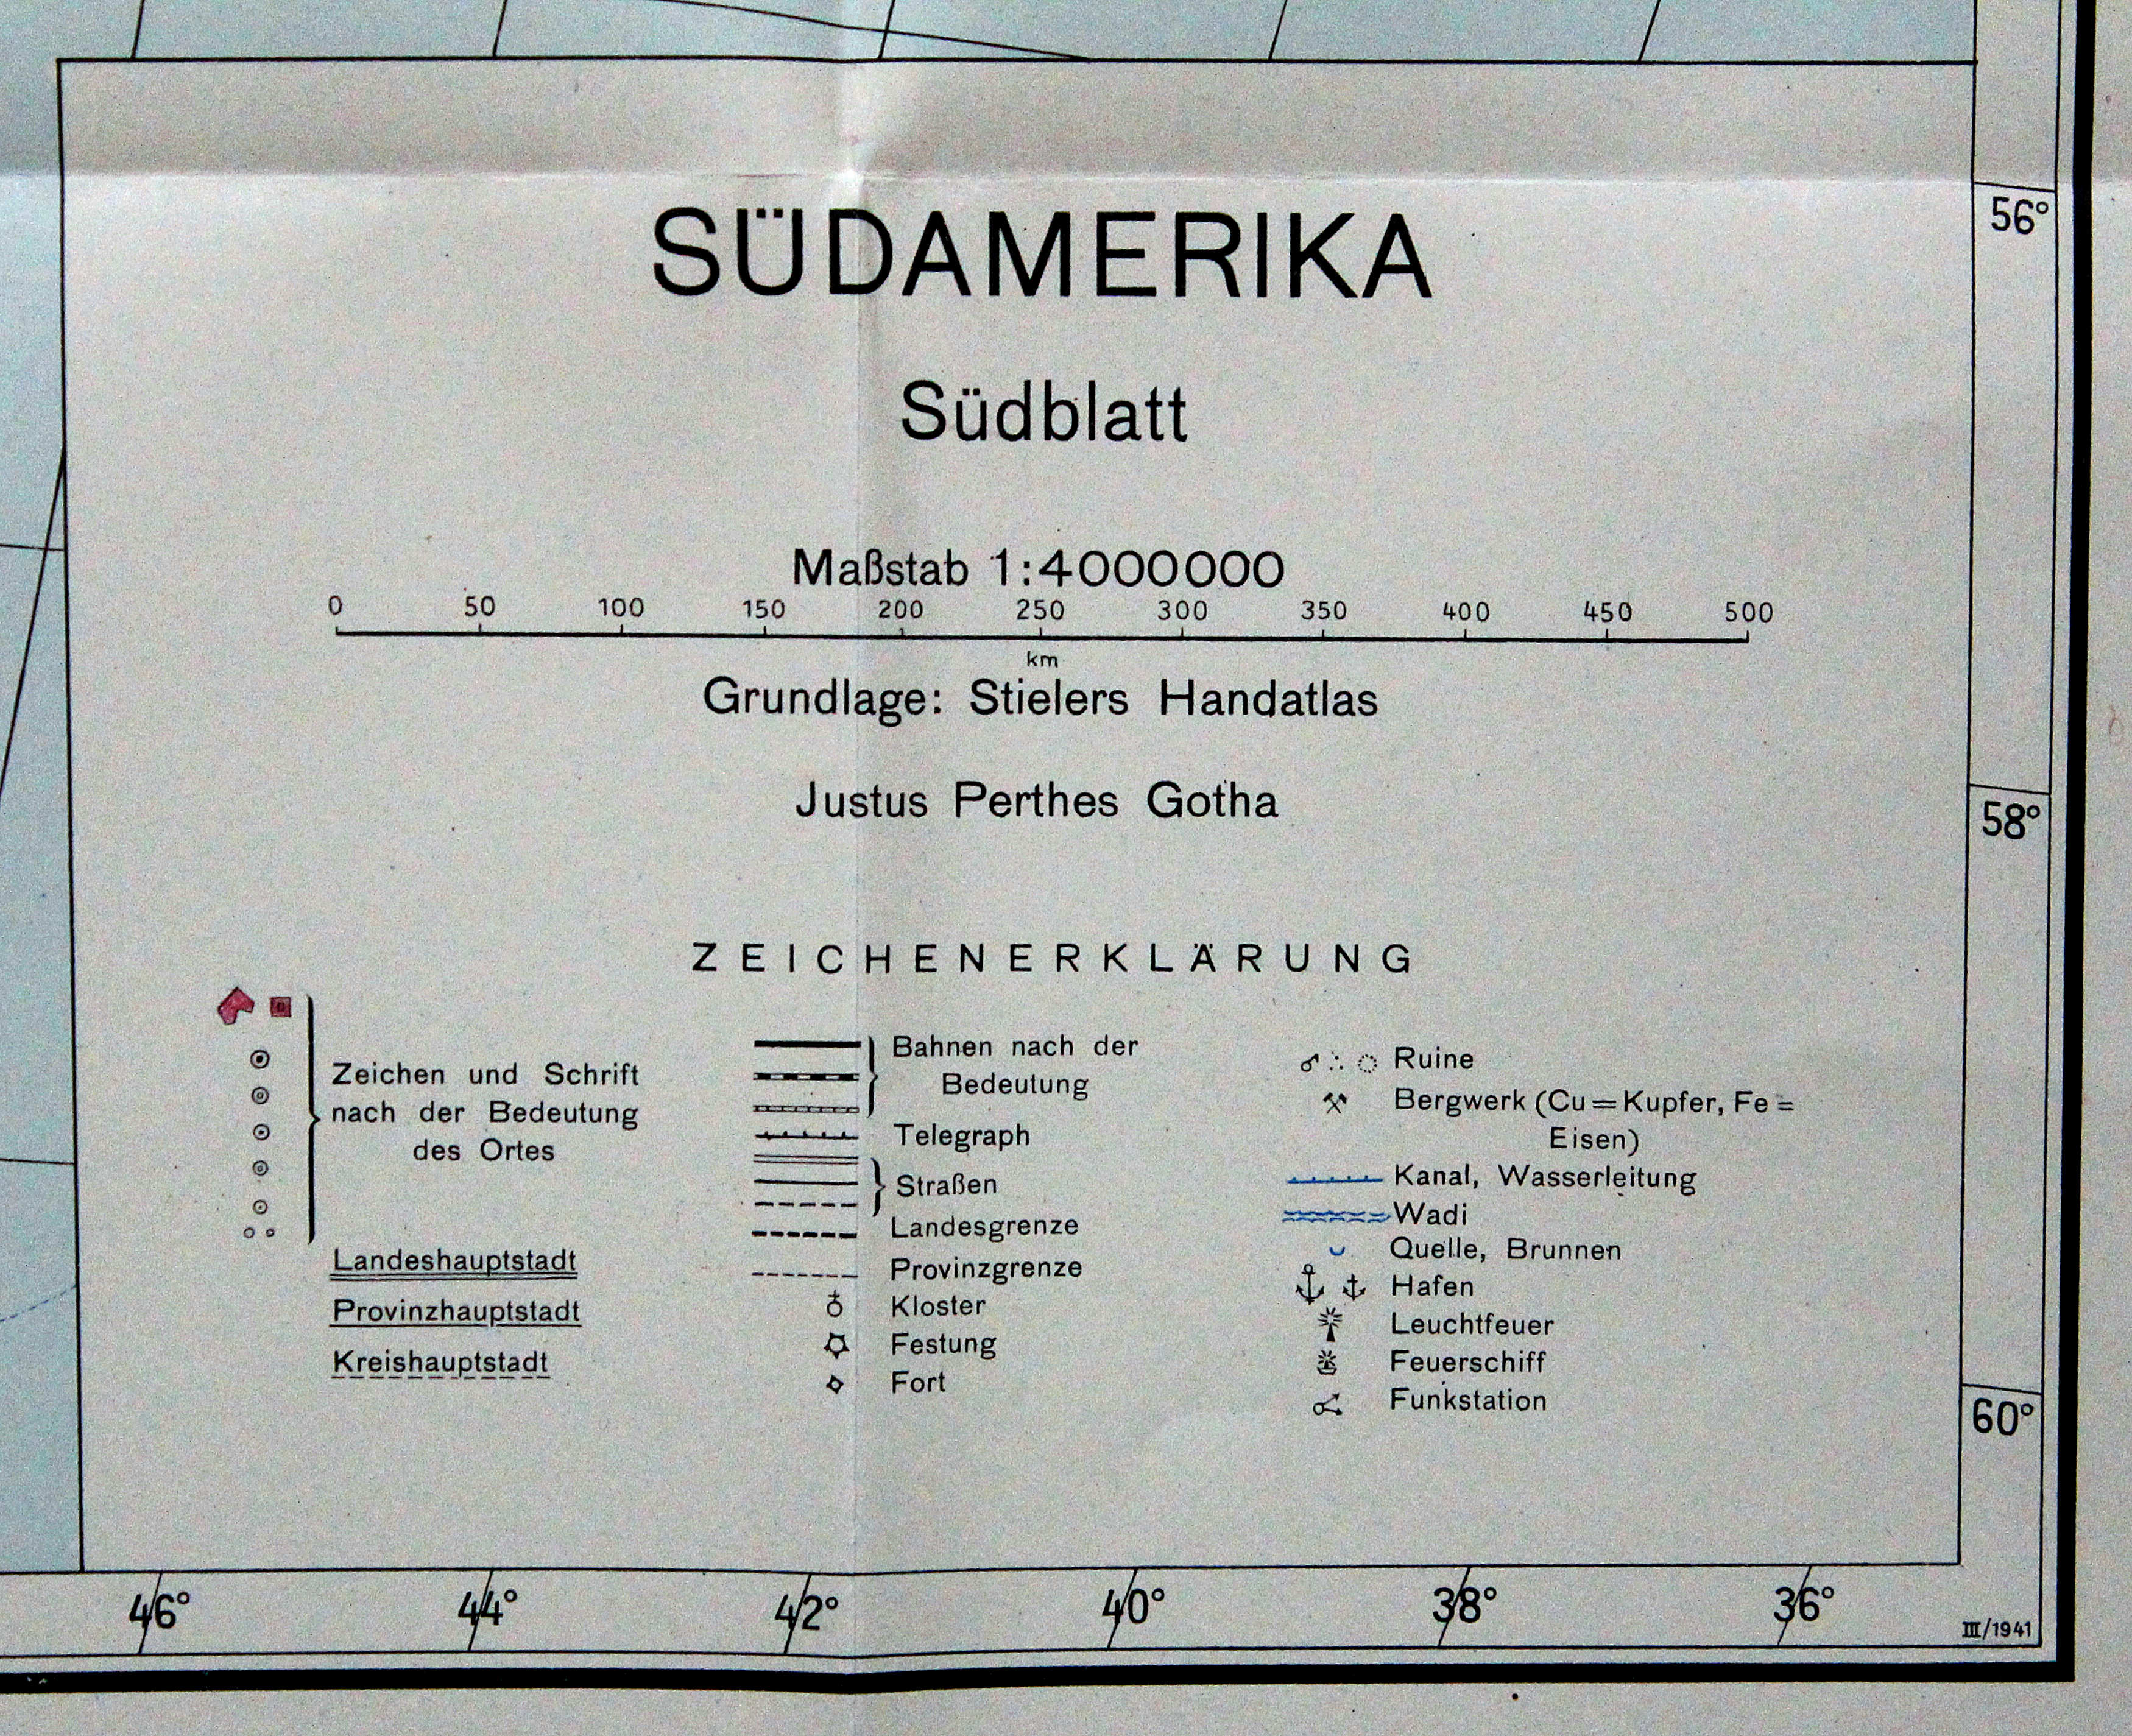 SÜDAMERIKA
Südblatt
Maßstab 1:4000000
0 50 100 150 200 250 300 350 400 450 500
km
Grundlage: Stielers Handatlas
Justus Perthes Gotha
ZEICHENERKLÄRUNG
Zeichen und Schrift
nach der Bedeutung
des Ortes
Landeshauptstadt
Provinzhauptstadt
Kreishauptstadt
Bahnen nach der
Bedeutung
Telegraph
Straßen
Landesgrenze
Provinzgrenze
Kloster
Festung
Fort
Ruine
Bergwerk (Cu=Kupfer, Fe=
Eisen)
Kanal, Wasserleitung
Wadi
Quelle, Brunnen
Hafen
Leuchtfeuer
Feuerschiff
Funkstation
56°
58°
60°
46° 44° 42° 40° 38° 36°
III/1941